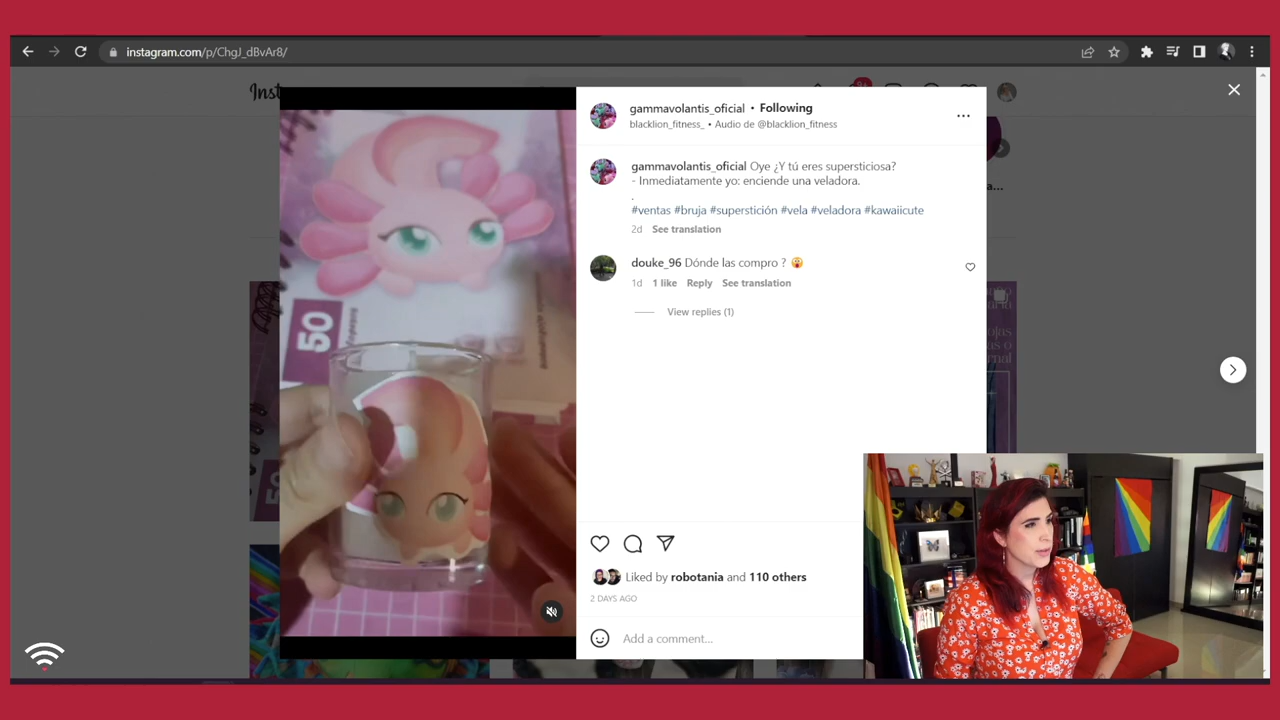 instagram.com/p/ChgJ_dBvAr8/
Inst
gammavolantis_oficial • Following
blacklion_fitness_ • Audio de @blacklion_fitness
gammavolantis_oficial Oye ¿Y tú eres supersticiosa?
- Inmediatamente yo: enciende una veladora.
.
#ventas #bruja #superstición #vela #veladora #kawaiicute
2d See translation
douke_96 Dónde las compro ? 😱
1d 1 like Reply See translation
View replies (1)
50
Liked by robotania and 110 others
2 DAYS AGO
Add a comment...